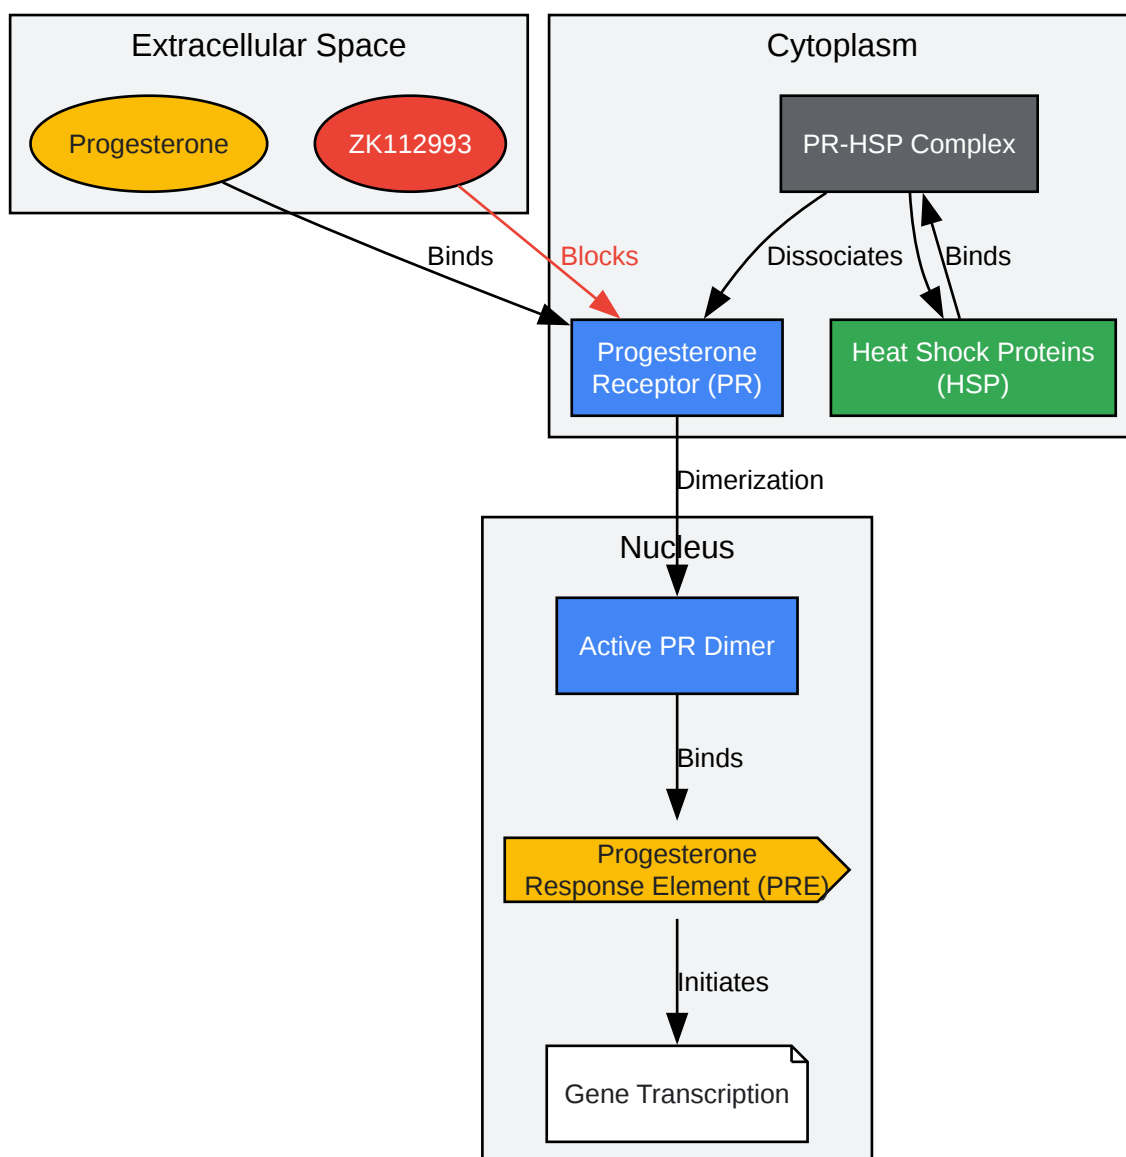 Extracellular Space
Cytoplasm
Progesterone
ZK112993
PR-HSP Complex
Binds
Blocks
Dissociates
Binds
Progesterone
Receptor (PR)
Heat Shock Proteins
(HSP)
Dimerization
Nucleus
Active PR Dimer
Binds
Progesterone
Response Element (PRE)
Initiates
Gene Transcription